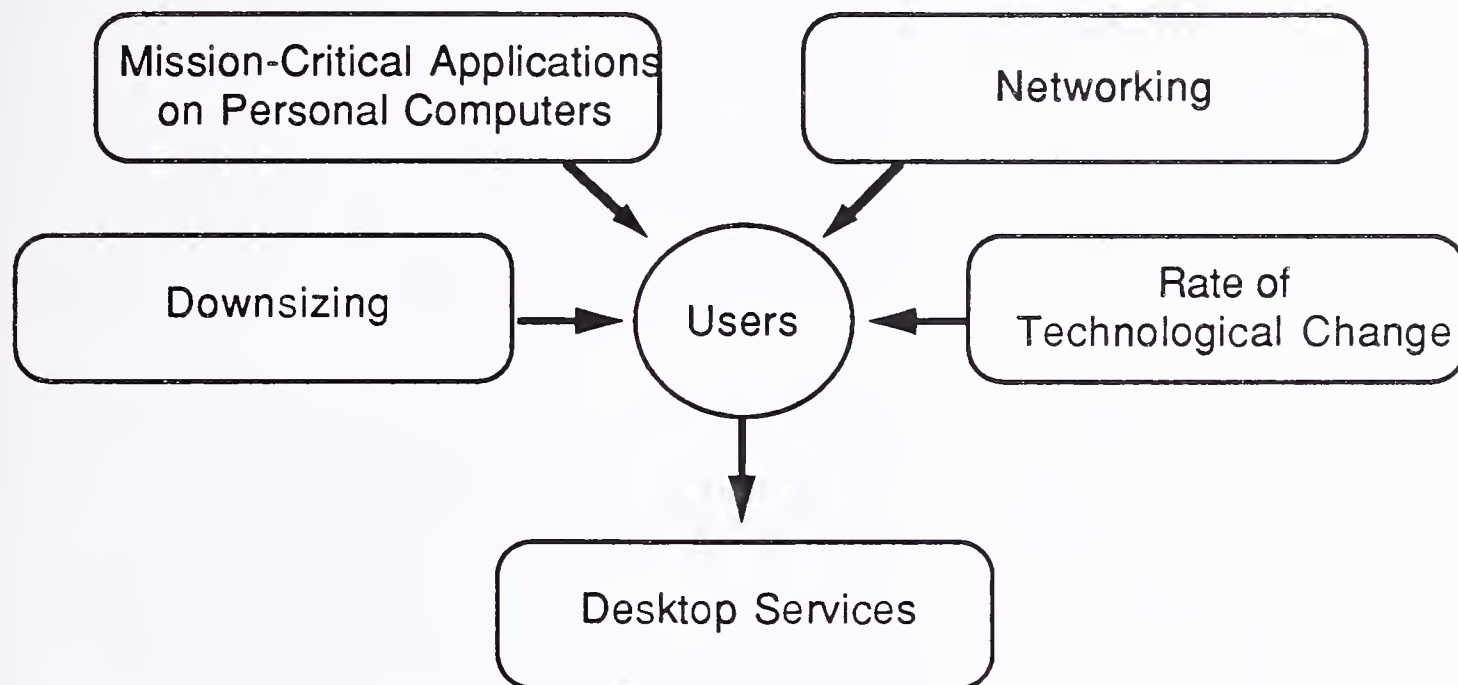 Mission-Critical Applications
on Personal Computers
Networking
Downsizing
Users
Rate of
Technological Change
Desktop Services